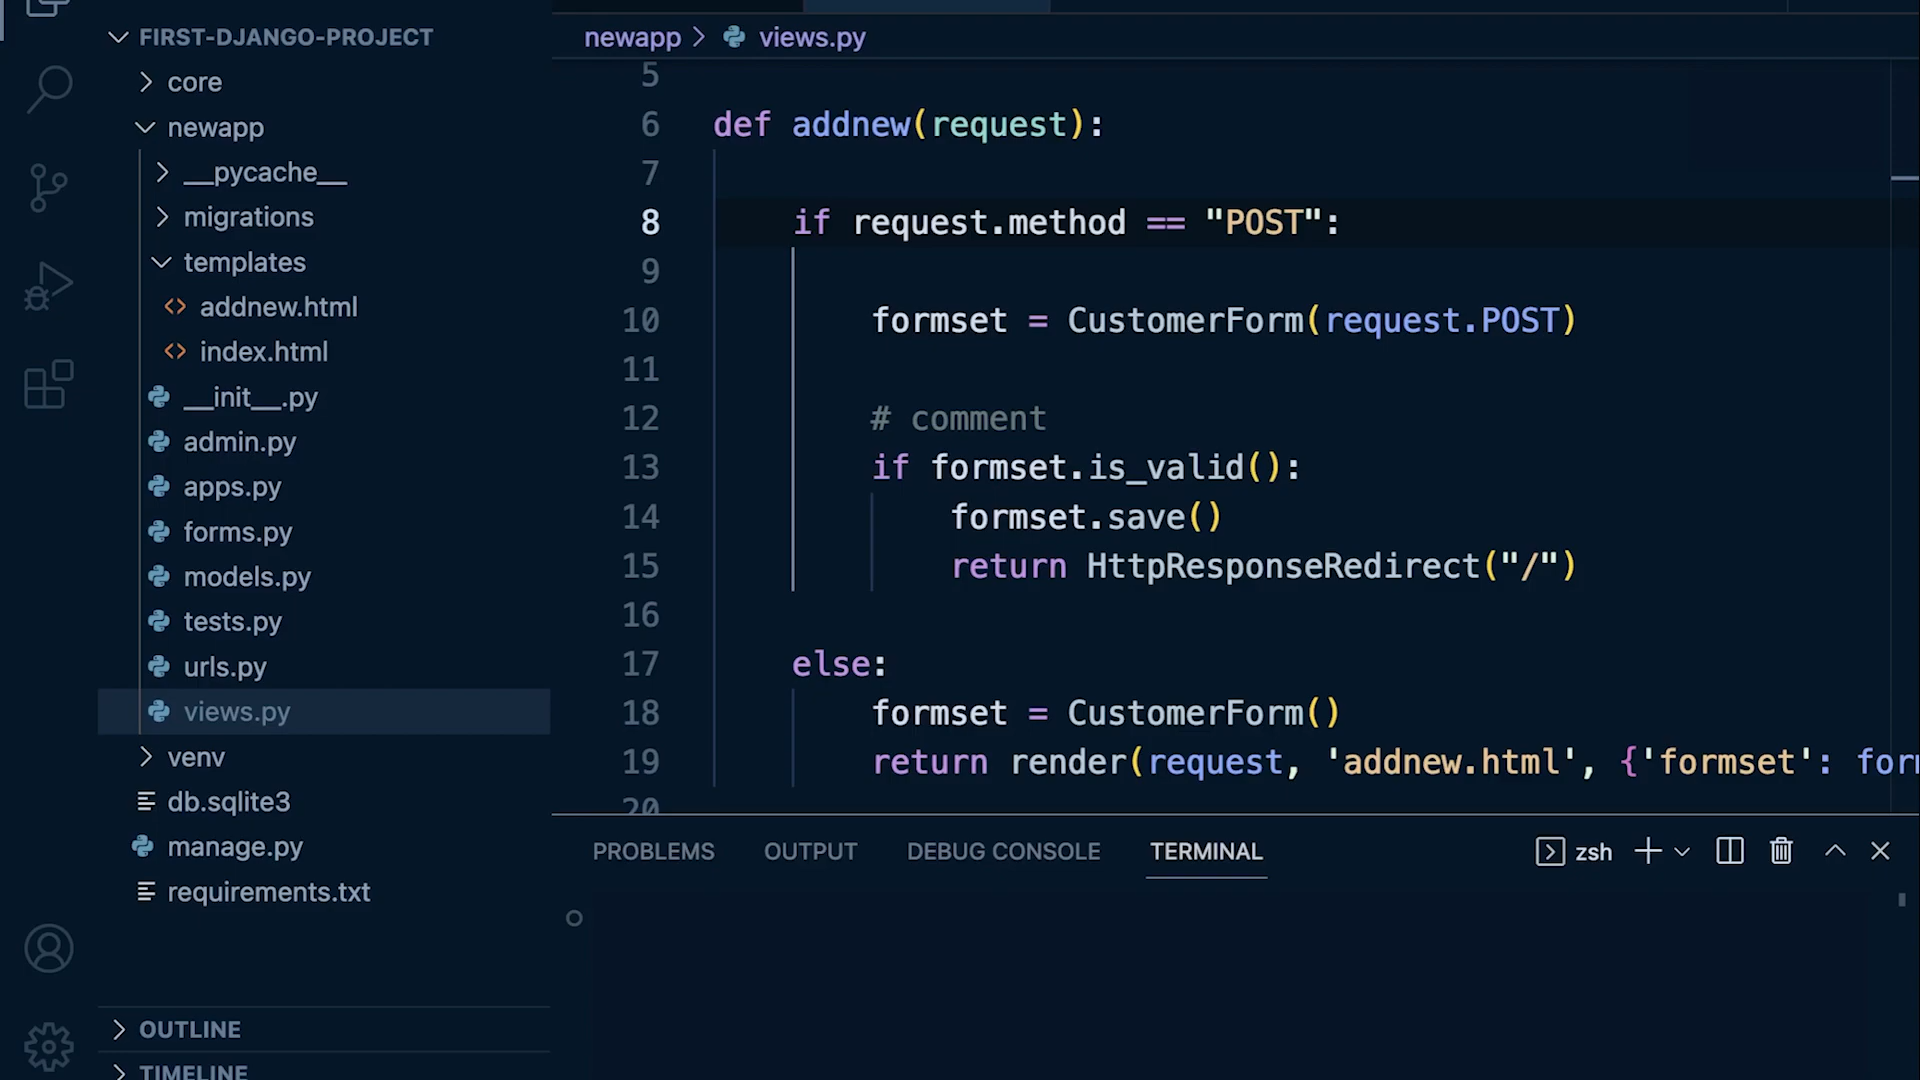 FIRST-DJANGO-PROJECT
core
newapp
__pycache__
migrations
templates
addnew.html
index.html
__init__.py
admin.py
apps.py
forms.py
models.py
tests.py
urls.py
views.py
venv
db.sqlite3
manage.py
requirements.txt
OUTLINE
TIMELINE
newapp > views.py
5
6 def addnew(request):
7
8 if request.method == "POST":
9
10 formset = CustomerForm(request.POST)
11
12 # comment
13 if formset.is_valid():
14 formset.save()
15 return HttpResponseRedirect("/")
16
17 else:
18 formset = CustomerForm()
19 return render(request, 'addnew.html', {'formset': for
20
PROBLEMS OUTPUT DEBUG CONSOLE TERMINAL zsh